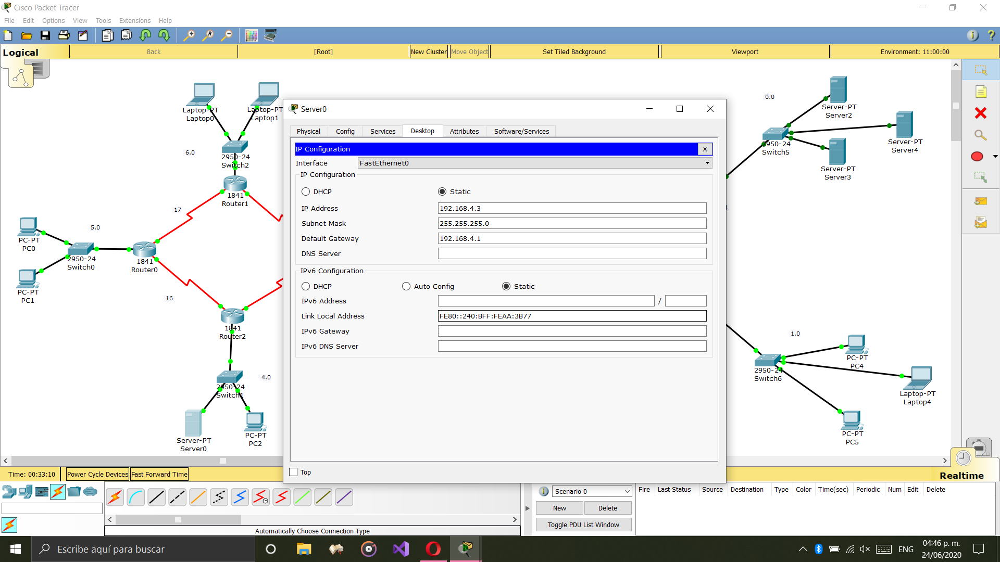 Cisco Packet Tracer
File Edit Options View Tools Extensions Help
Logical
Back
[Root]
New Cluster
Move Object
Set Tiled Background
Viewport
Environment: 11:00:00
Laptop-PT
Laptop0
Laptop-PT
Laptop1
6.0
2950-24
Switch2
1841
Router1
17
5.0
PC-PT
PC0
2950-24
Switch0
1841
Router0
PC-PT
PC1
16
1841
Router2
4.0
2950-24
Switch1
Server-PT
Server0
PC-PT
PC2
Server0
Physical Config Services Desktop Attributes Software/Services
IP Configuration X
Interface FastEthernet0
IP Configuration
DHCP Static
IP Address 192.168.4.3
Subnet Mask 255.255.255.0
Default Gateway 192.168.4.1
DNS Server
IPv6 Configuration
DHCP Auto Config Static
IPv6 Address /
Link Local Address FE80::240:BFF:FEAA:3B77
IPv6 Gateway
IPv6 DNS Server
Top
0.0
Server-PT
Server2
Server-PT
Server4
2950-24
Switch5
Server-PT
Server3
1.0
PC-PT
PC4
2950-24
Switch6
Laptop-PT
Laptop4
PC-PT
PC5
Time: 00:33:10
Power Cycle Devices
Fast Forward Time
Realtime
Scenario 0
New
Delete
Toggle PDU List Window
Fire Last Status Source Destination Type Color Time(sec) Periodic Num Edit Delete
Automatically Choose Connection Type
Escribe aquí para buscar
ENG
04:46 p. m.
24/06/2020